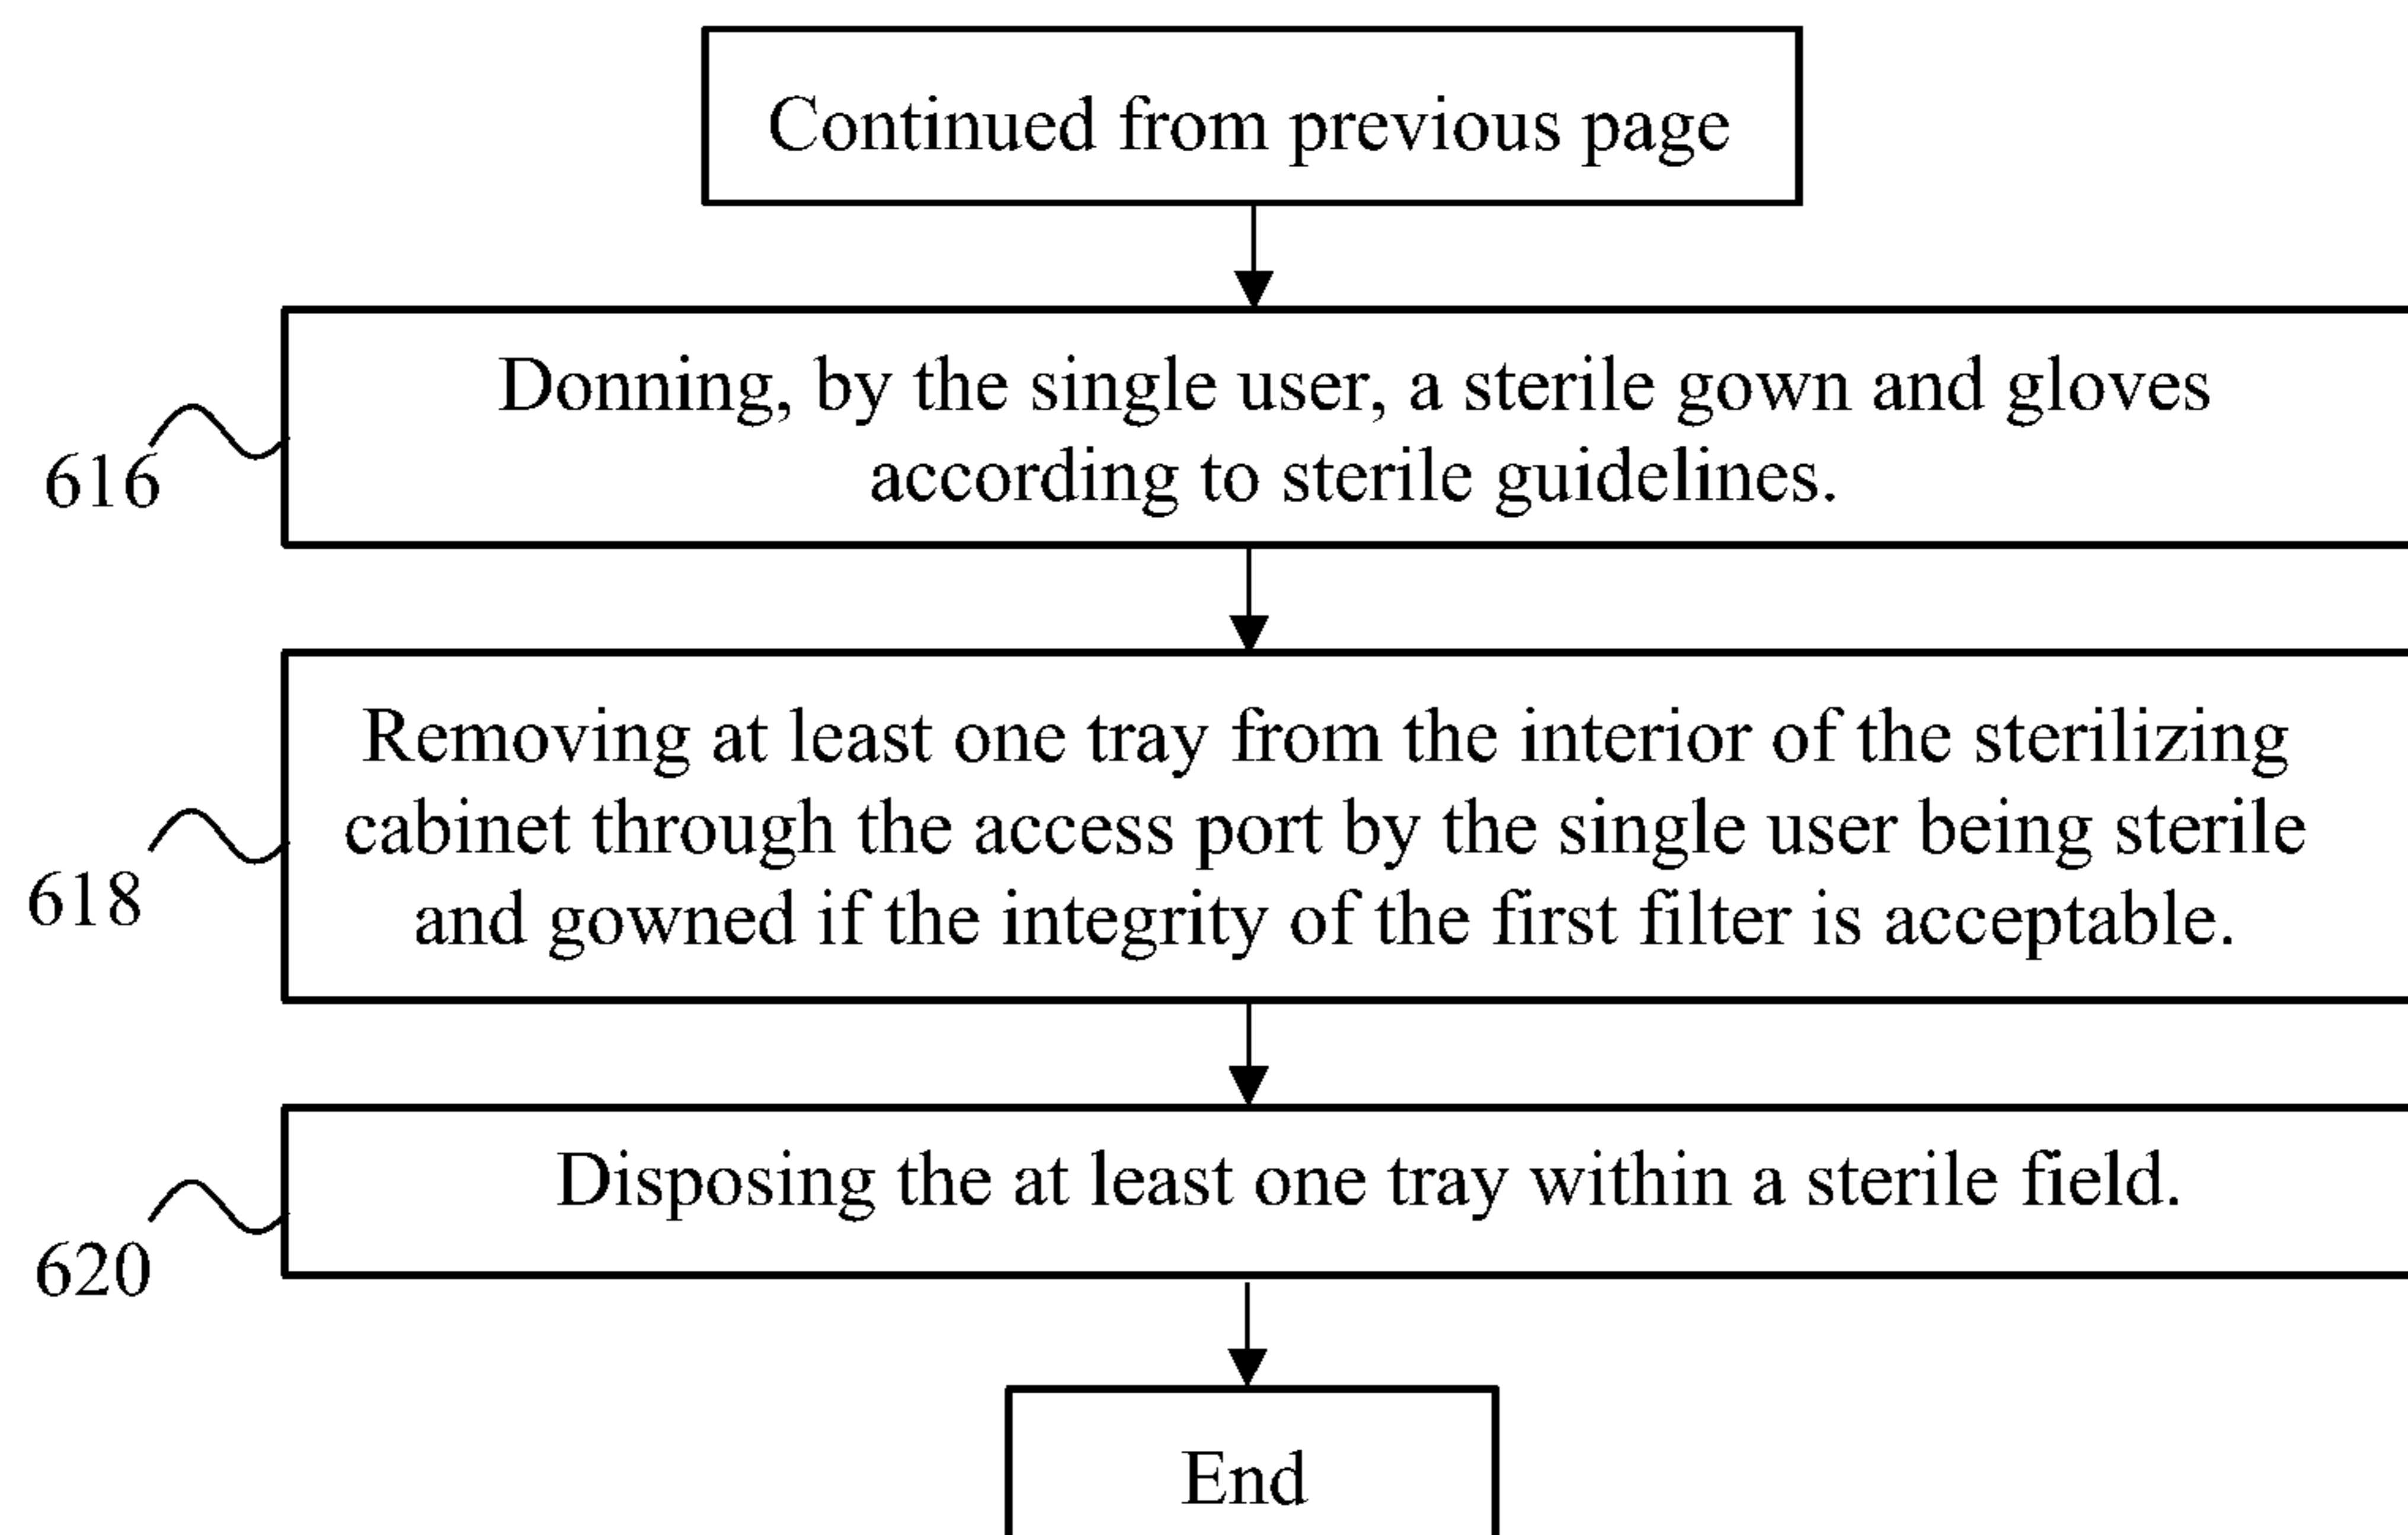 Continued from previous page
Donning, by the single user, a sterile gown and gloves
according to sterile guidelines.
616
Removing at least one tray from the interior of the sterilizing
cabinet through the access port by the single user being sterile
and gowned if the integrity of the first filter is acceptable.
618
Disposing the at least one tray within a sterile field.
620
End